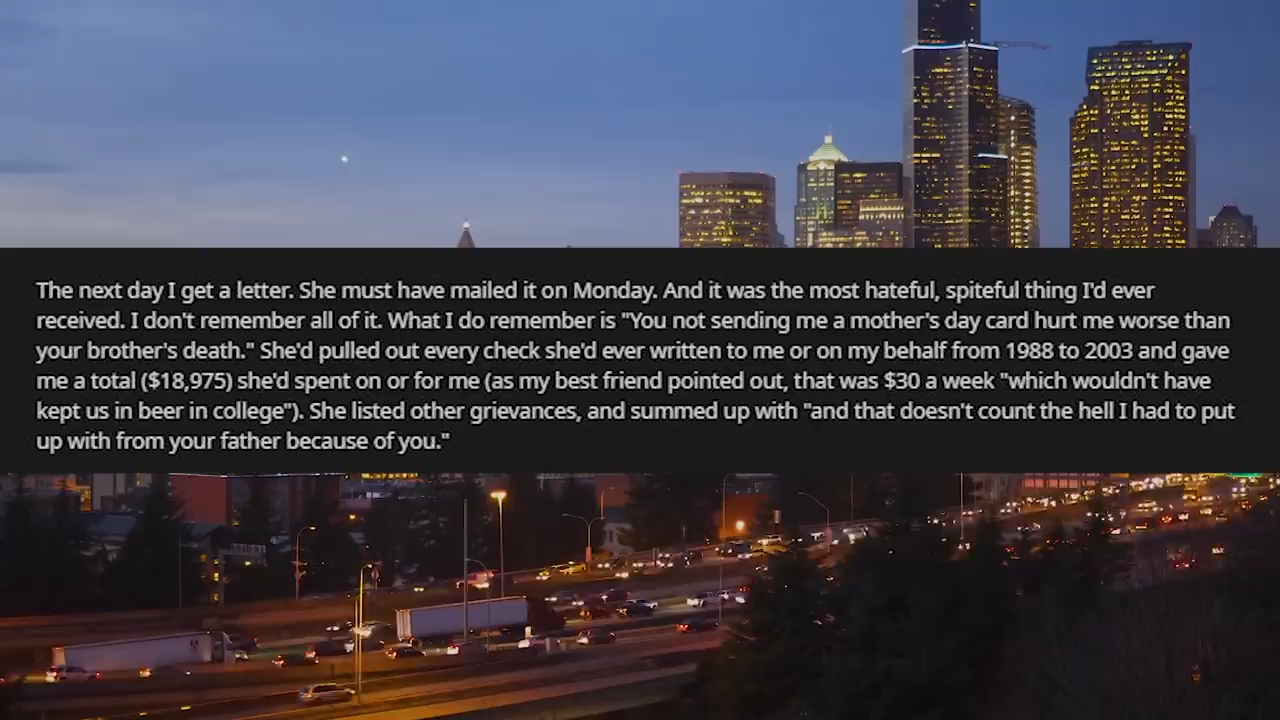 The next day I get a letter. She must have mailed it on Monday. And it was the most hateful, spiteful thing I'd ever
received. I don't remember all of it. What I do remember is "You not sending me a mother's day card hurt me worse than
your brother's death." She'd pulled out every check she'd ever written to me or on my behalf from 1988 to 2003 and gave
me a total ($18,975) she'd spent on or for me (as my best friend pointed out, that was $30 a week "which wouldn't have
kept us in beer in college"). She listed other grievances, and summed up with "and that doesn't count the hell I had to put
up with from your father because of you."